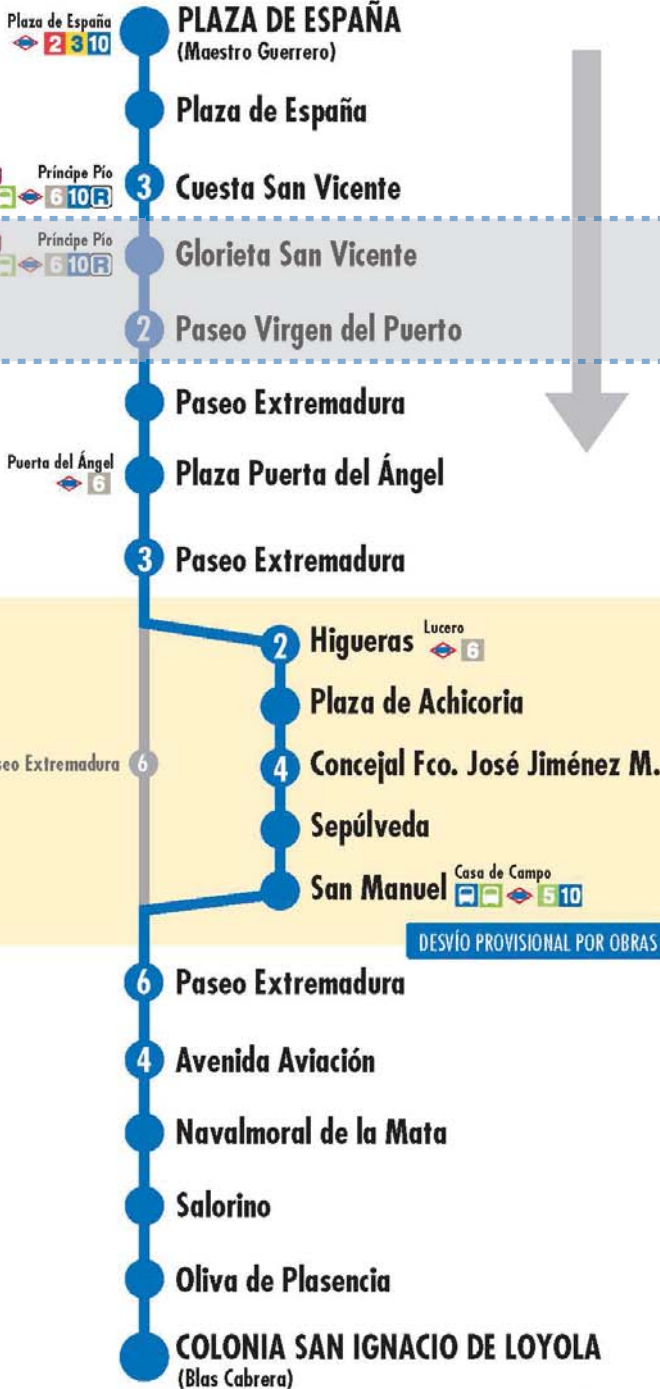 Plaza de España
2 3 10
PLAZA DE ESPAÑA
(Maestro Guerrero)
Plaza de España
Príncipe Pío
6 10 R
3 Cuesta San Vicente
Príncipe Pío
6 10 R
Glorieta San Vicente
2 Paseo Virgen del Puerto
Paseo Extremadura
Puerta del Ángel
6
Plaza Puerta del Ángel
3 Paseo Extremadura
2 Higueras
Lucero
6
Plaza de Achicoria
seo Extremadura 6
4 Concejal Fco. José Jiménez M.
Sepúlveda
San Manuel
Casa de Campo
5 10
DESVÍO PROVISIONAL POR OBRAS
6 Paseo Extremadura
4 Avenida Aviación
Navalmoral de la Mata
Salorino
Oliva de Plasencia
COLONIA SAN IGNACIO DE LOYOLA
(Blas Cabrera)